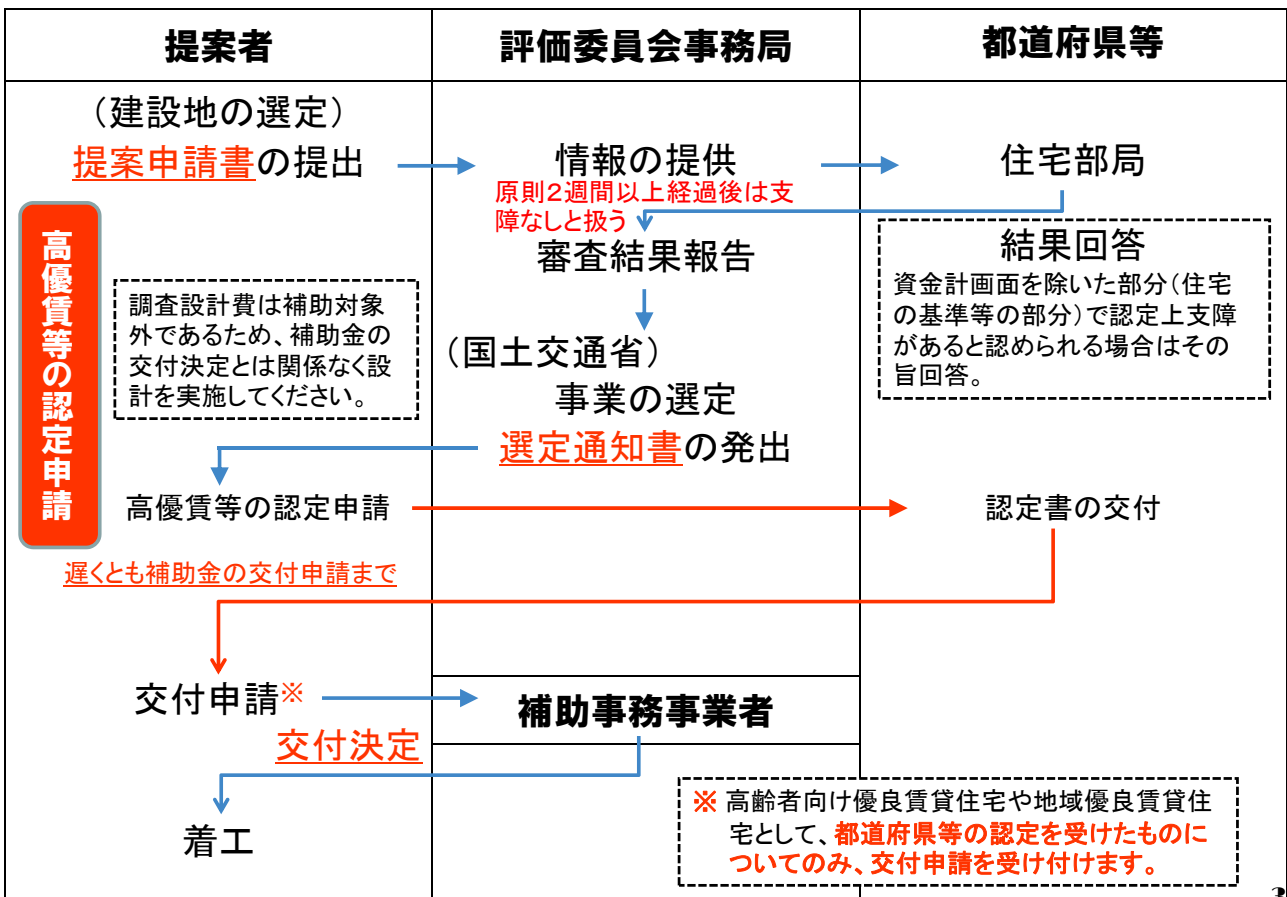 提案者
評価委員会事務局
都道府県等
（建設地の選定）
提案申請書の提出
情報の提供
住宅部局
原則２週間以上経過後は支
障なしと扱う
審査結果報告
結果回答
資金計画面を除いた部分（住宅
の基準等の部分）で認定上支障
があると認められる場合はその
旨回答。
高優賃等の認定申請
調査設計費は補助対象
外であるため、補助金の
交付決定とは関係なく設
計を実施してください。
（国土交通省）
事業の選定
選定通知書の発出
高優賃等の認定申請
認定書の交付
遅くとも補助金の交付申請まで
交付申請※
補助事務事業者
交付決定
着工
※ 高齢者向け優良賃貸住宅や地域優良賃貸住
宅として、都道府県等の認定を受けたものに
ついてのみ、交付申請を受け付けます。
3